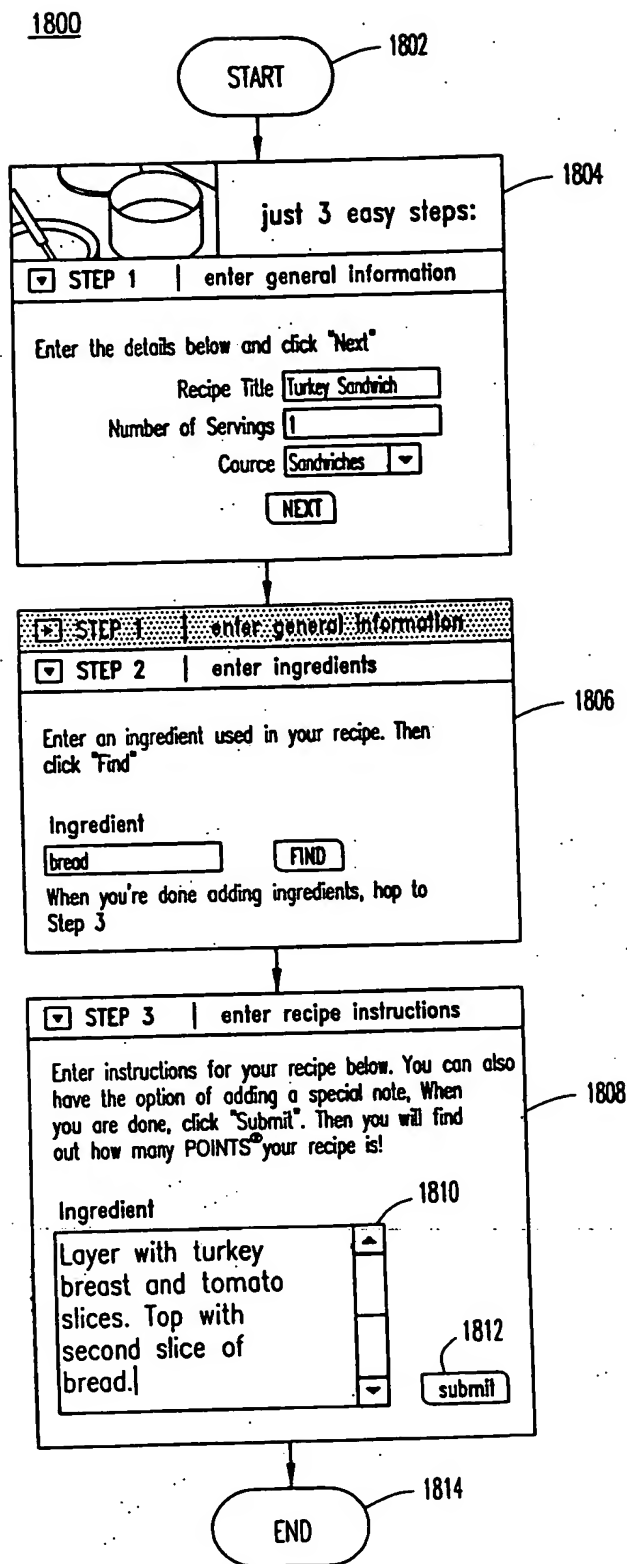 1800
START
1802
just 3 easy steps:
1804
STEP 1 | enter general information
Enter the details below and click "Next"
Recipe Title Turkey Sandwich
Number of Servings 1
Cource Sandwiches
NEXT
STEP 1 | enter general information
STEP 2 | enter ingredients
1806
Enter an ingredient used in your recipe. Then
click "Find"
Ingredient
bread FIND
When you're done adding ingredients, hop to
Step 3
STEP 3 | enter recipe instructions
Enter instructions for your recipe below. You can also
have the option of adding a special note, When
you are done, click "Submit". Then you will find
out how many POINTS® your recipe is!
1808
Ingredient
1810
Layer with turkey
breast and tomato
slices. Top with
second slice of
bread.
1812
submit
1814
END